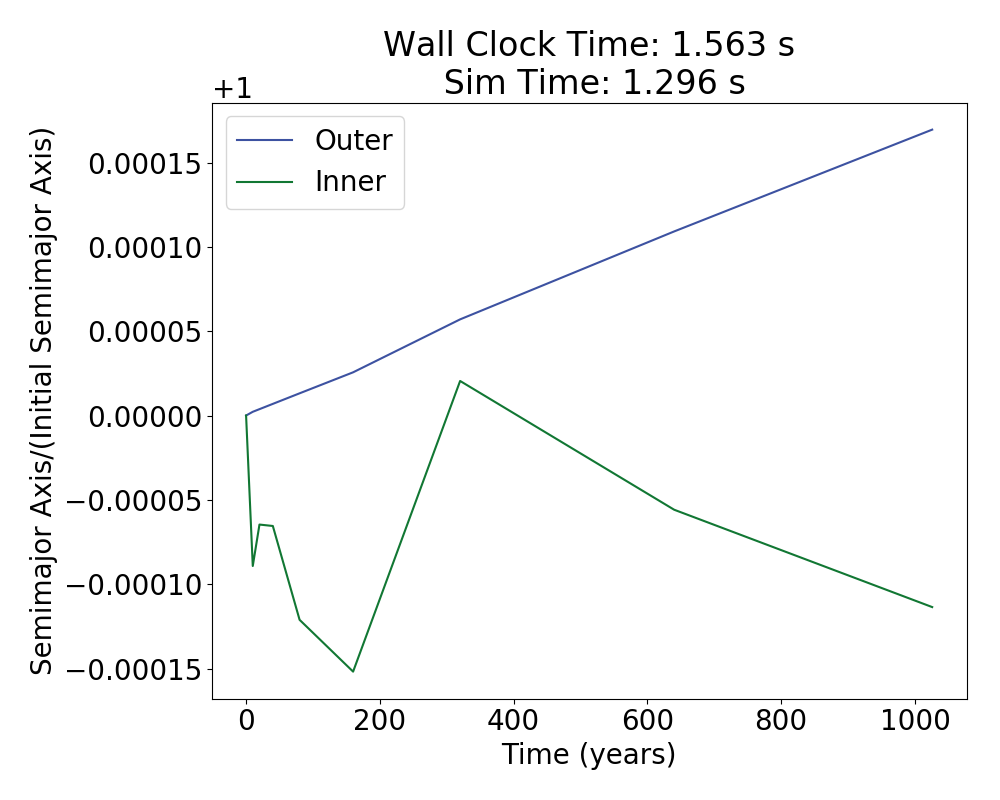 Wall Clock Time: 1.563 s
Sim Time: 1.296 s
+1
Outer
Inner
Semimajor Axis/(Initial Semimajor Axis)
0.00015
0.00010
0.00005
0.00000
−0.00005
−0.00010
−0.00015
0 200 400 600 800 1000
Time (years)